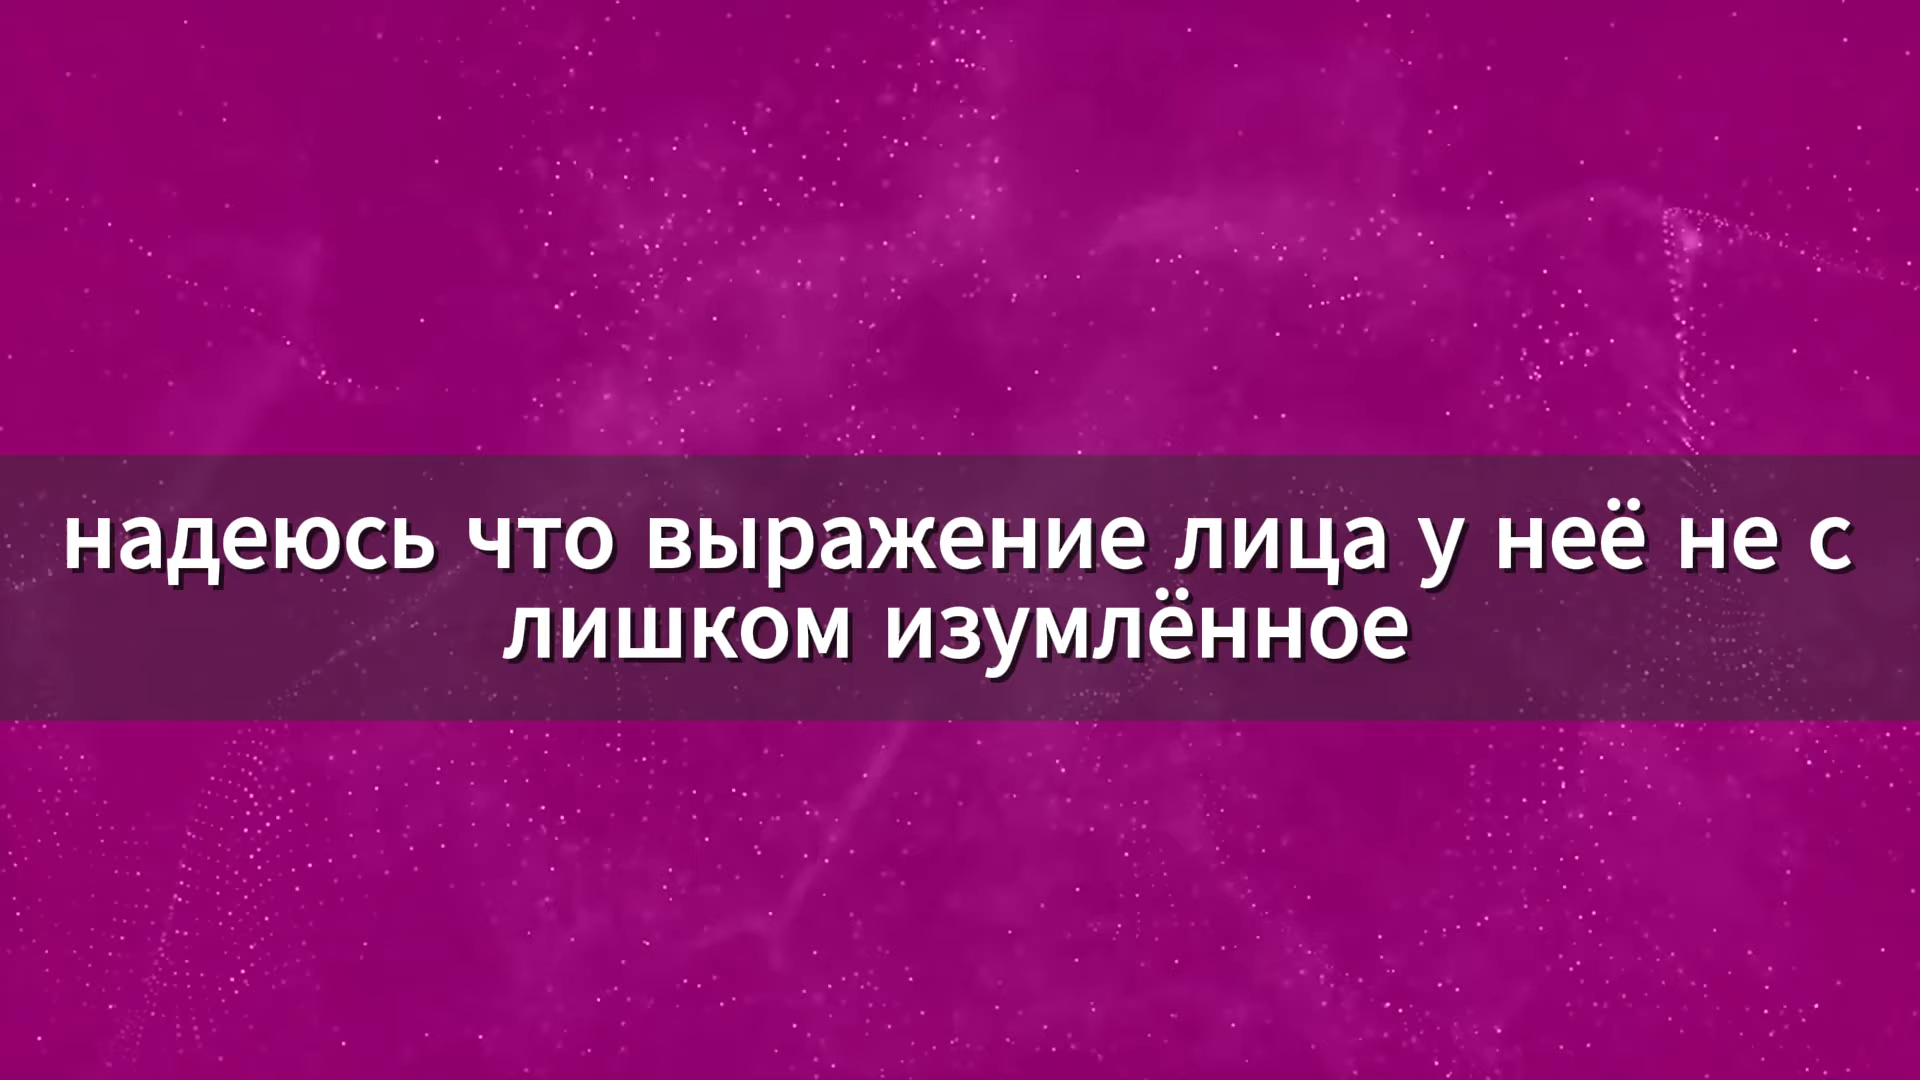 надеюсь что выражение лица у неё не с
лишком изумлённое